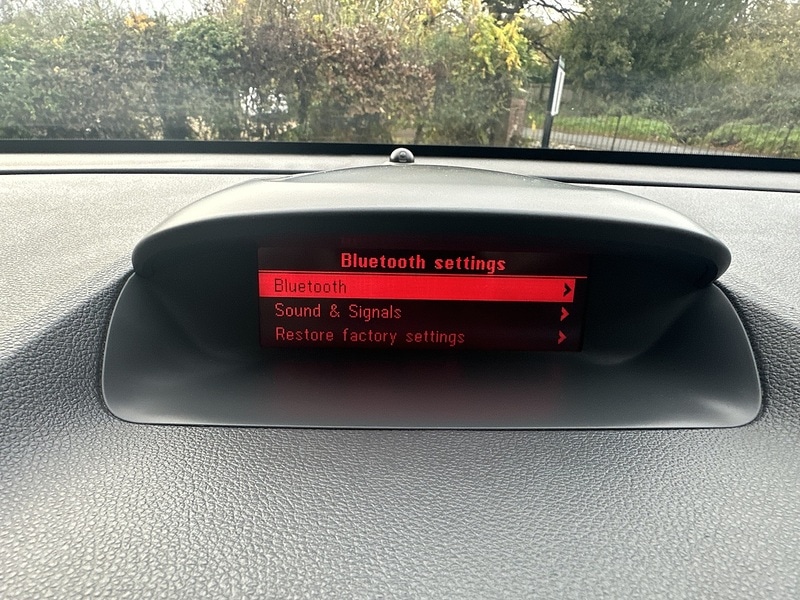 Bluetooth settings
Bluetooth
Sound & Signals
Restore factory settings